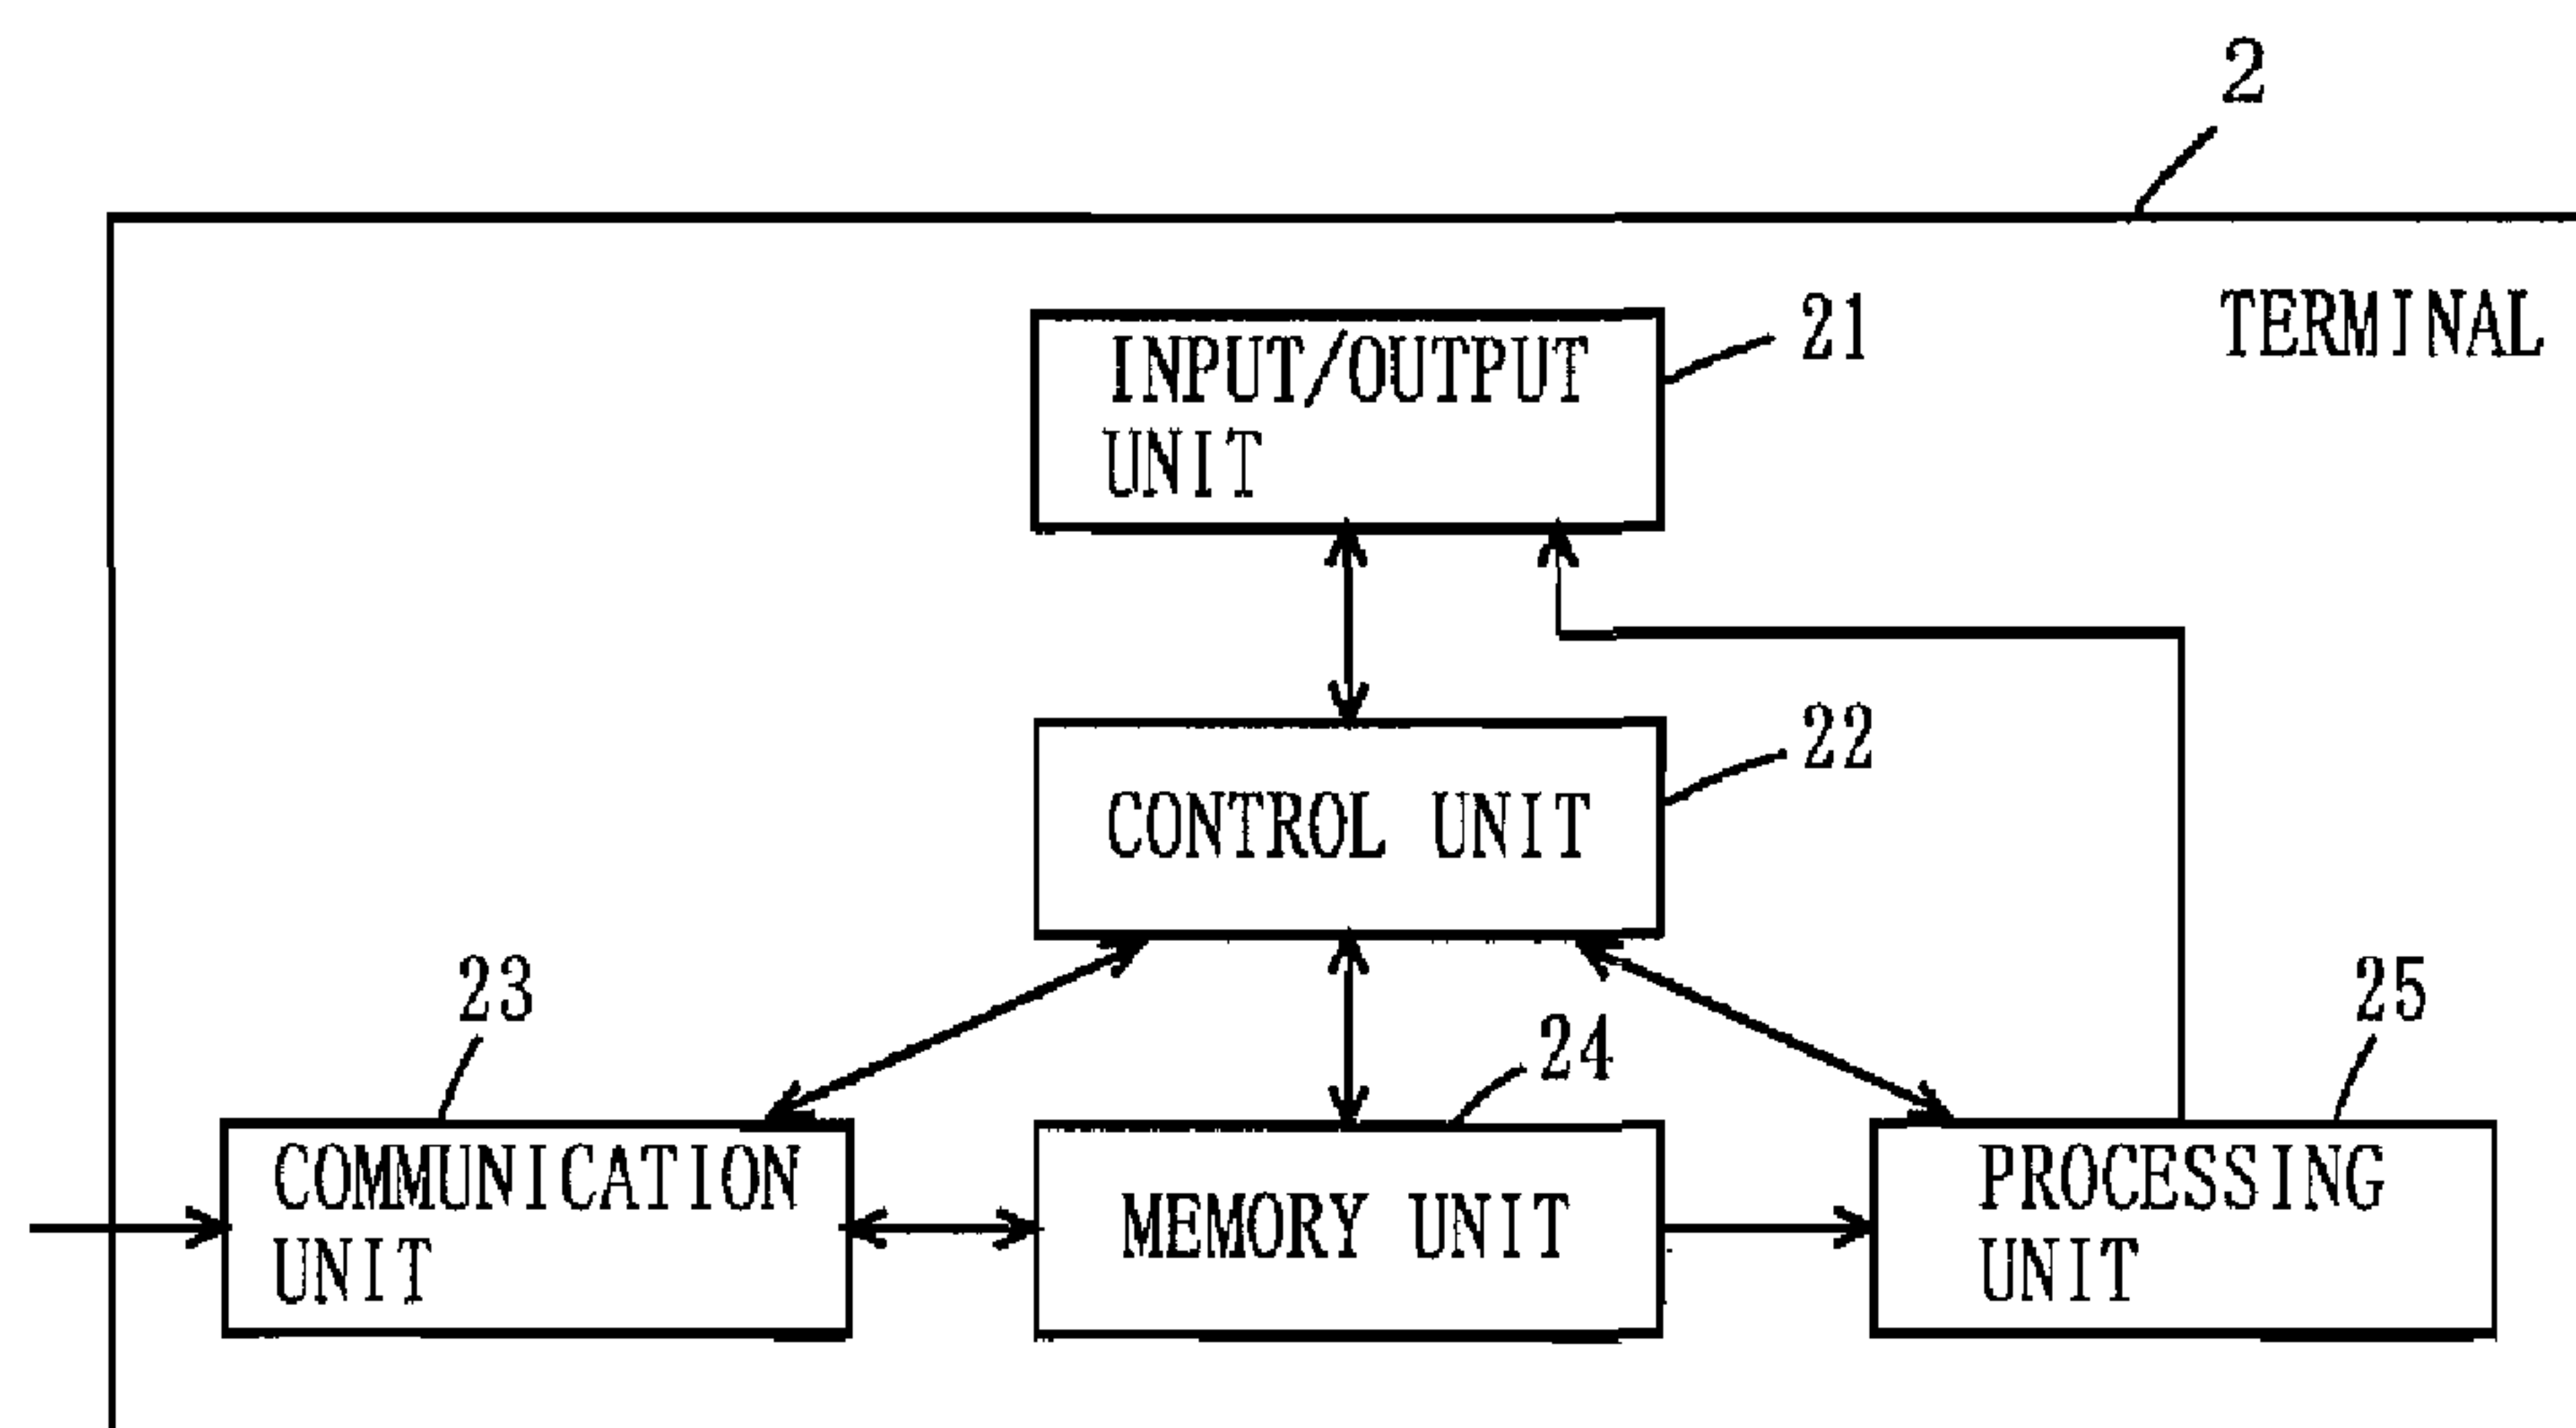 2
TERMINAL
INPUT/OUTPUT
UNIT
21
CONTROL UNIT
22
23
COMMUNICATION
UNIT
24
MEMORY UNIT
25
PROCESSING
UNIT